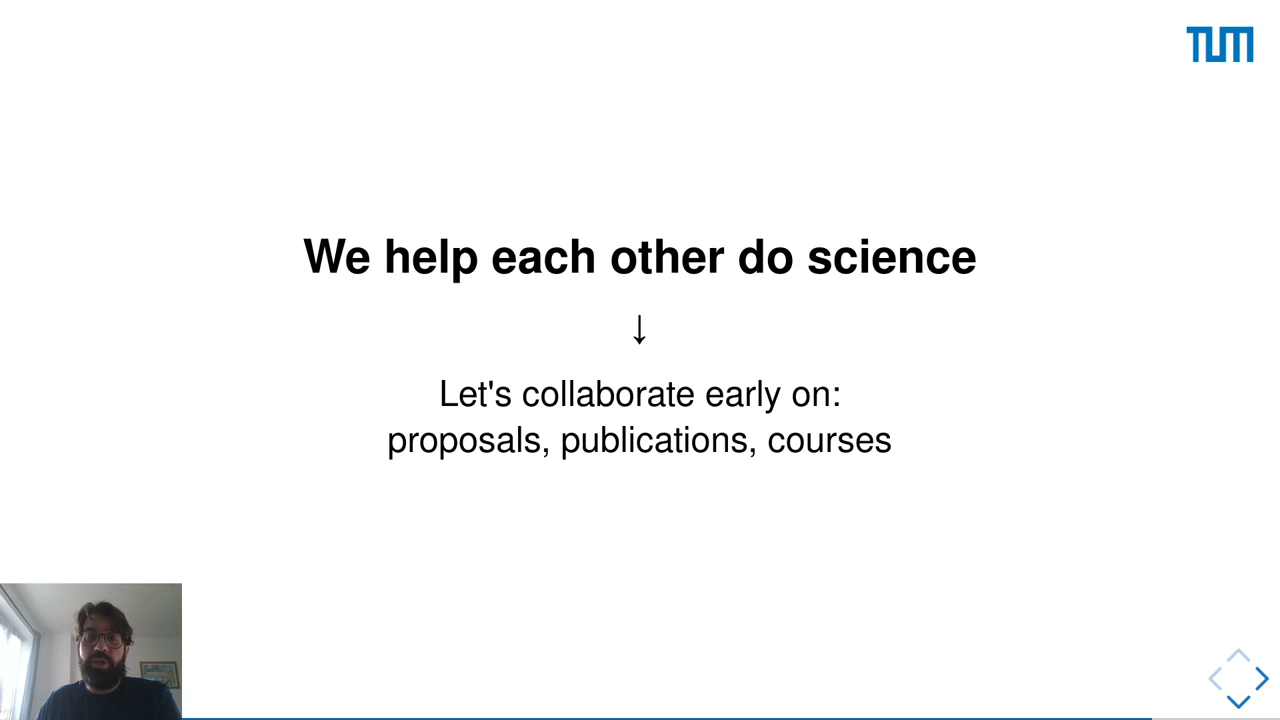 TUM
We help each other do science
↓
Let's collaborate early on:
proposals, publications, courses